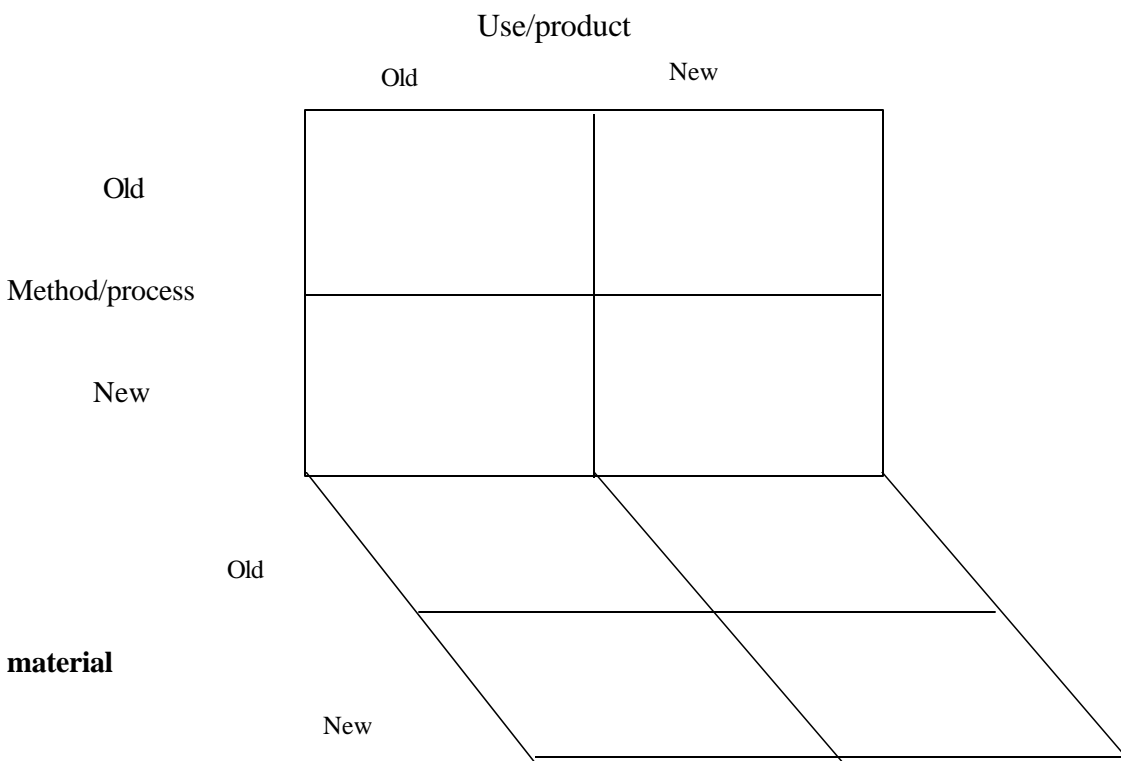 Use/product
Old
New
Old
Method/process
New
Old
material
New